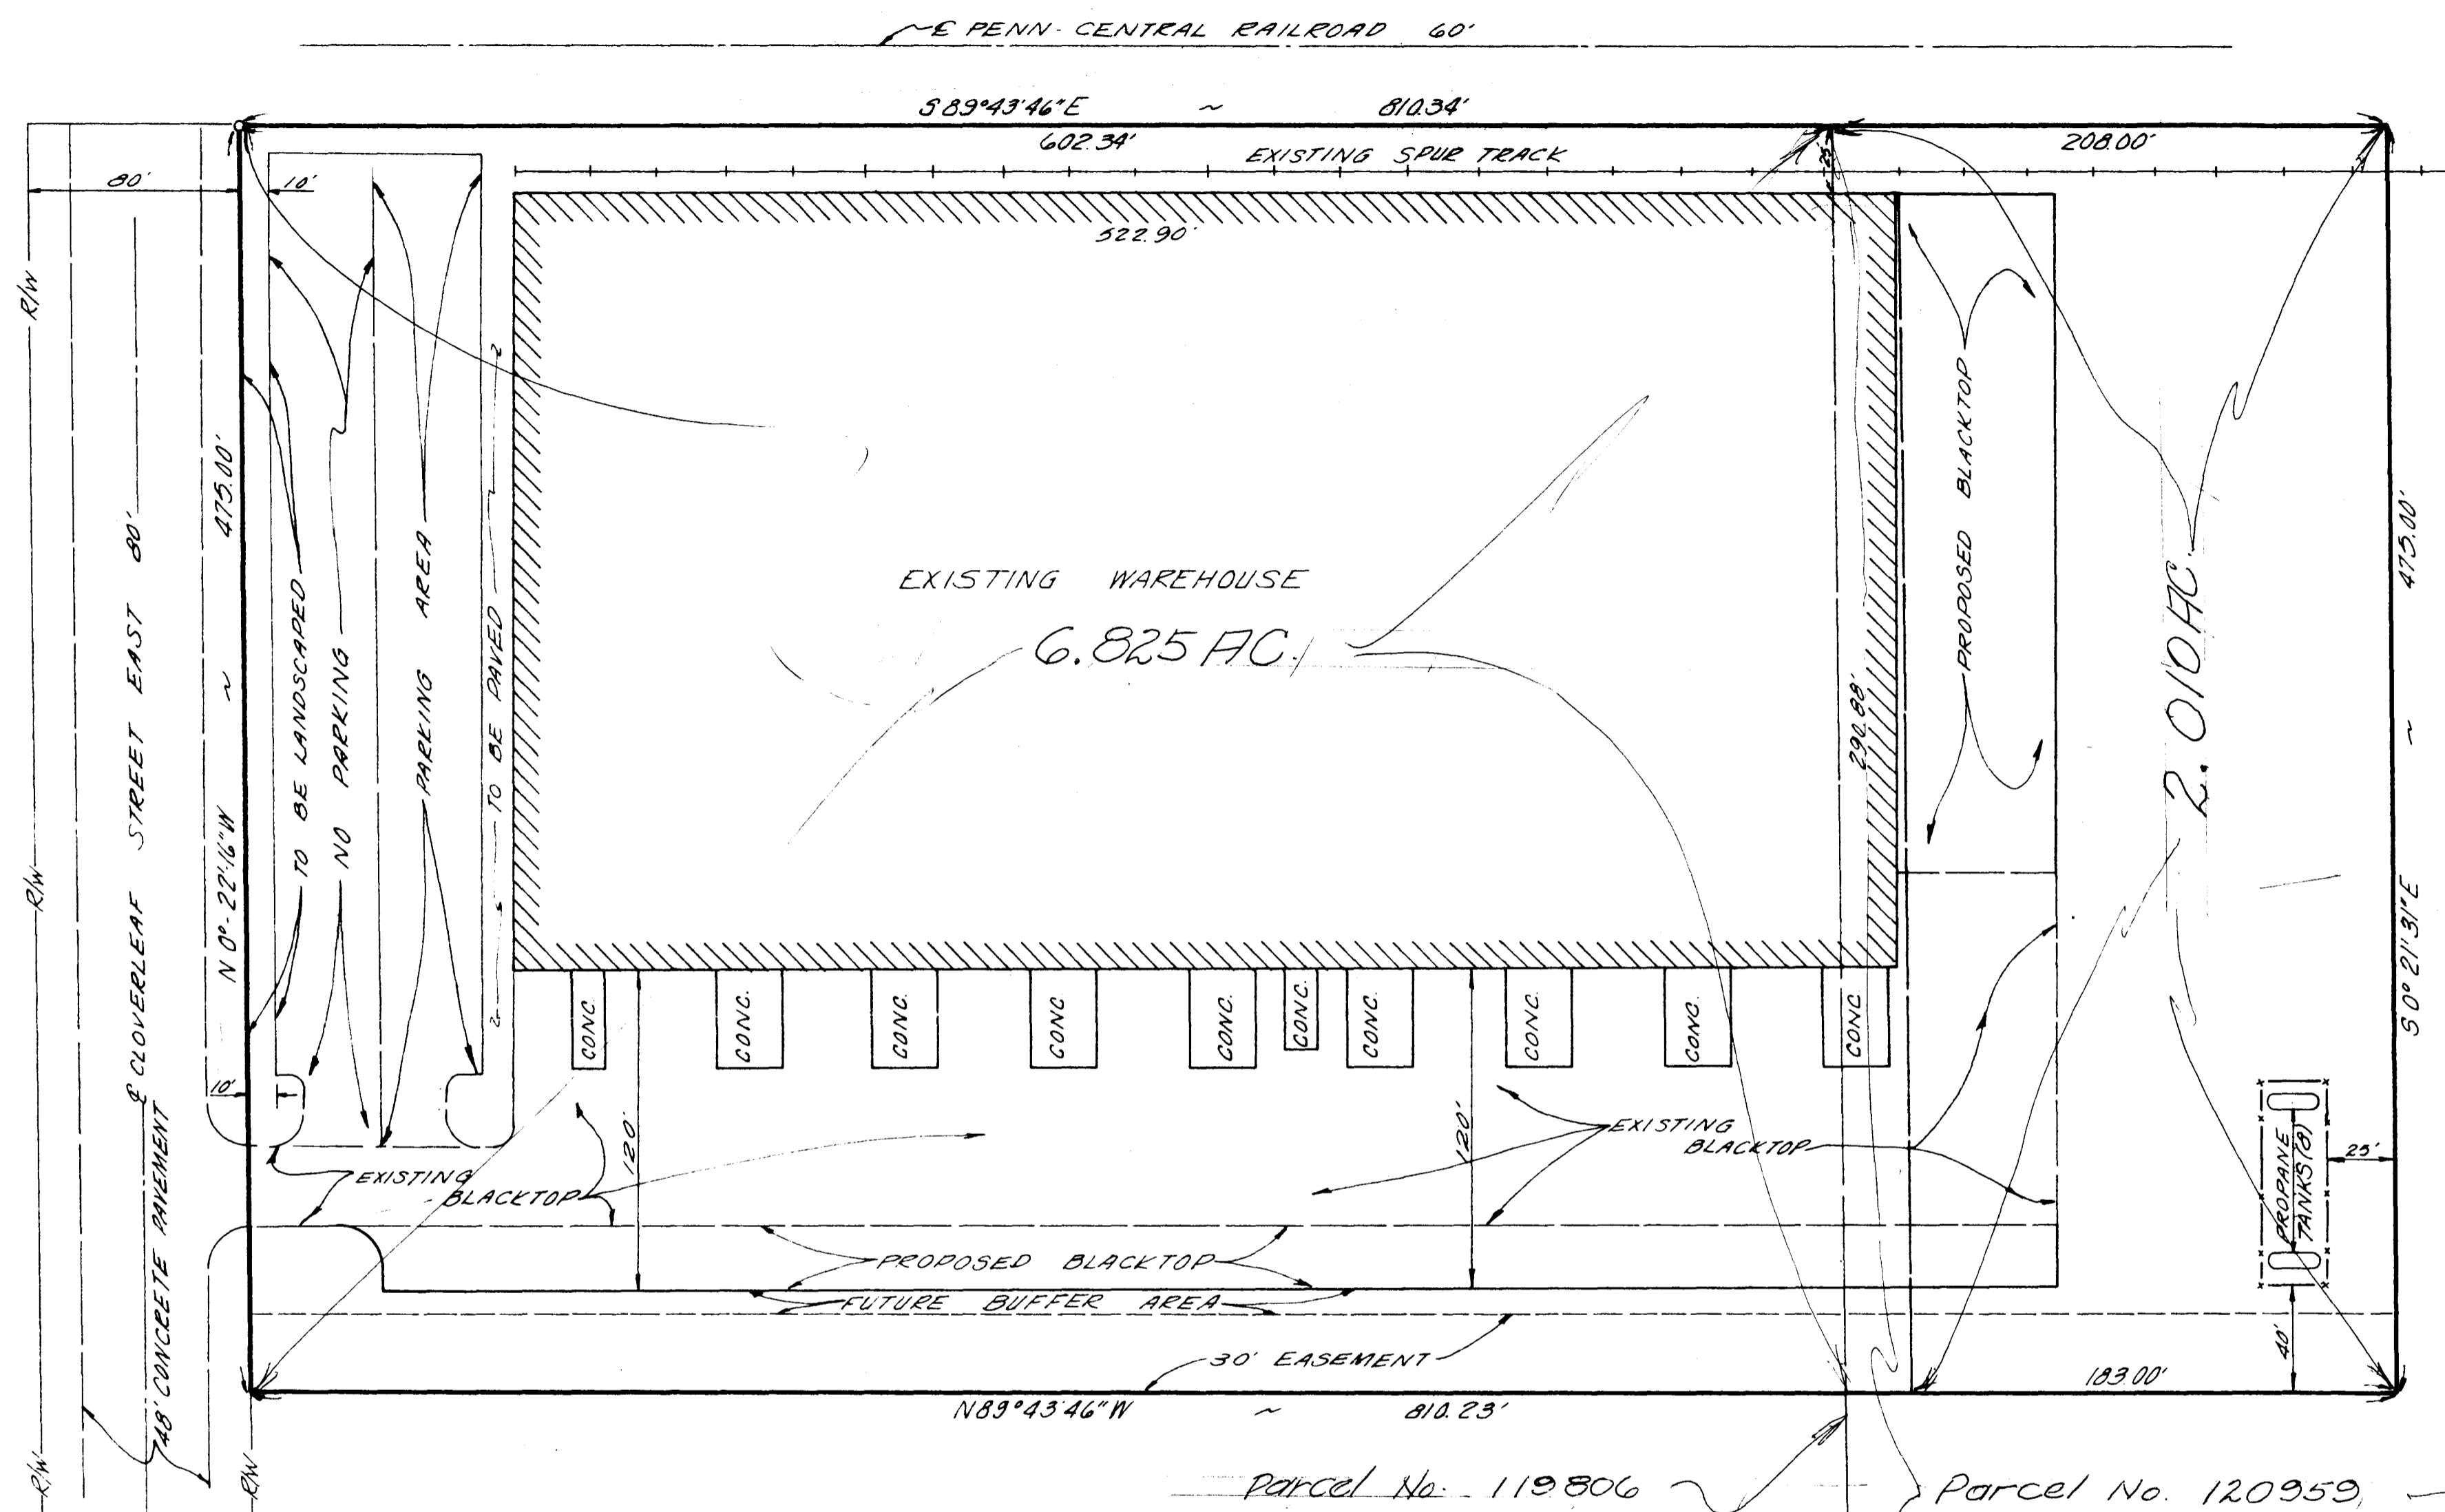 ℄ PENN-CENTRAL RAILROAD 60'
S 89°43'46"E ~ 810.34'
602.34'
208.00'
EXISTING SPUR TRACK
25'
80'
10'
522.90'
R/W
R/W
R/W
R/W
℄ CLOVERLEAF STREET EAST 80'
48' CONCRETE PAVEMENT
N 0°-22'-16"W ~ 475.00'
TO BE LANDSCAPED
NO PARKING
PARKING AREA
TO BE PAVED
EXISTING WAREHOUSE
6.825 AC.
290.88'
PROPOSED BLACKTOP
2.010 AC.
475.00' ~ S 0° 21' 31" E
CONC.
CONC.
CONC.
CONC
CONC.
CONC.
CONC.
CONC.
CONC.
CONC.
10'
120'
120'
EXISTING
BLACKTOP
EXISTING
BLACKTOP
PROPANE
TANKS (8)
25'
40'
PROPOSED BLACKTOP
FUTURE BUFFER AREA
30' EASEMENT
183.00'
N 89°43'46"W ~ 810.23'
Parcel No. 119806
Parcel No. 120959